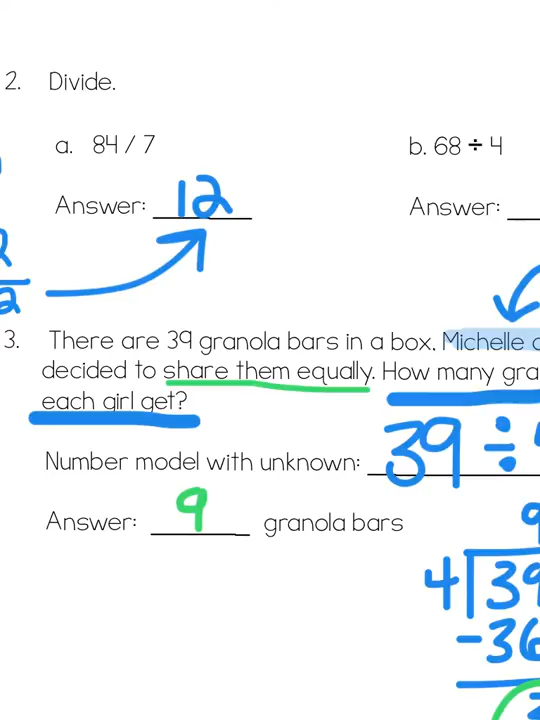 2. Divide.
a. 84 / 7
b. 68 ÷ 4
Answer: 12
Answer:
2
2
3. There are 39 granola bars in a box. Michelle
decided to share them equally. How many gra
each girl get?
Number model with unknown: 39 ÷
Answer: 9 granola bars
9
4 39
-36